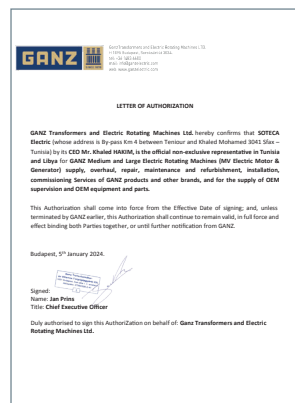 GANZ
Ganz Transformers and Electric Rotating Machines LTD.
LETTER OF AUTHORIZATION
GANZ Transformers and Electric Rotating Machines Ltd. hereby confirms that SOTECA
Electric (whose address is By-pass Km 4 between Teniour and Khaled Mohamed 3041 Sfax –
Tunisia) by its CEO Mr. Khaled HAKIM, is the official non-exclusive representative in Tunisia
and Libya for GANZ Medium and Large Electric Rotating Machines (MV Electric Motor &
Generator) supply, overhaul, repair, maintenance and refurbishment, installation,
commissioning Services of GANZ products and other brands, and for the supply of OEM
supervision and OEM equipment and parts.
This Authorization shall come into force from the Effective Date of signing; and, unless
terminated by GANZ earlier, this Authorization shall continue to remain valid, in full force and
effect binding both Parties together, or until further notification from GANZ.
Budapest, 5th January 2024.
Signed:
Name: Jan Prins
Title: Chief Executive Officer
Duly authorised to sign this AuthoriZation on behalf of: Ganz Transformers and Electric
Rotating Machines Ltd.